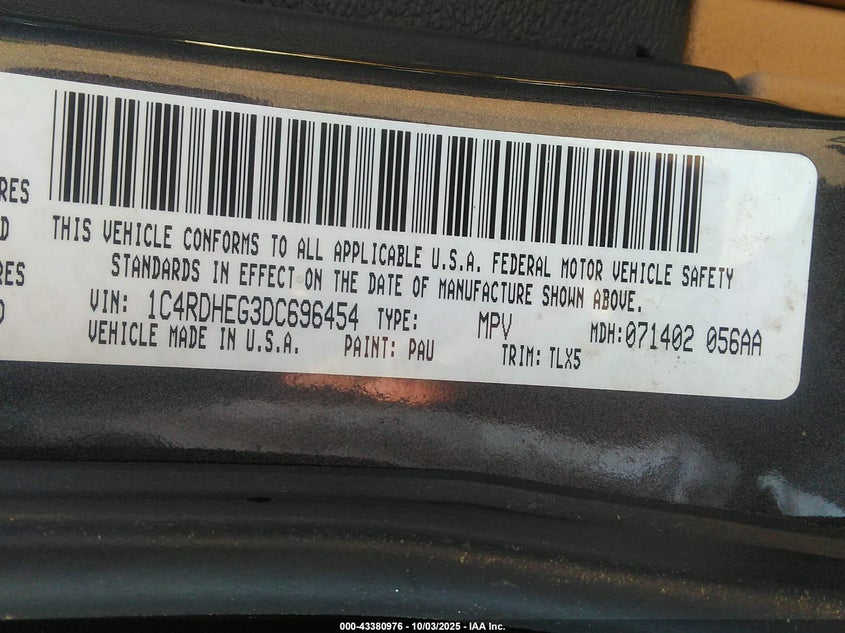 RES
D
RES
THIS VEHICLE CONFORMS TO ALL APPLICABLE U.S.A. FEDERAL MOTOR VEHICLE SAFETY
STANDARDS IN EFFECT ON THE DATE OF MANUFACTURE SHOWN ABOVE.
VIN: 1C4RDHEG3DC696454 TYPE: MPV MDH:071402 056AA
VEHICLE MADE IN U.S.A. PAINT: PAU TRIM: TLX5
000-43380976 - 10/03/2025 - IAA Inc.